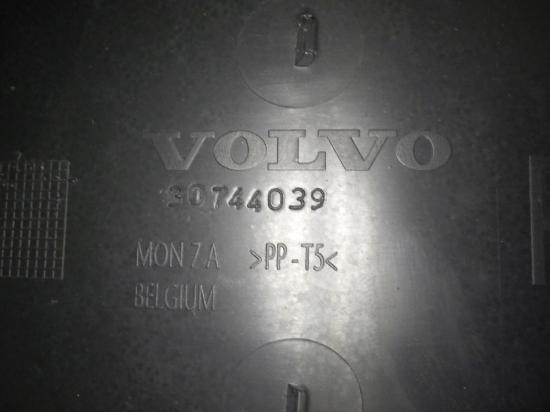 VOLVO
30744039
MON 7.A >PP-T5<
BELGIUM